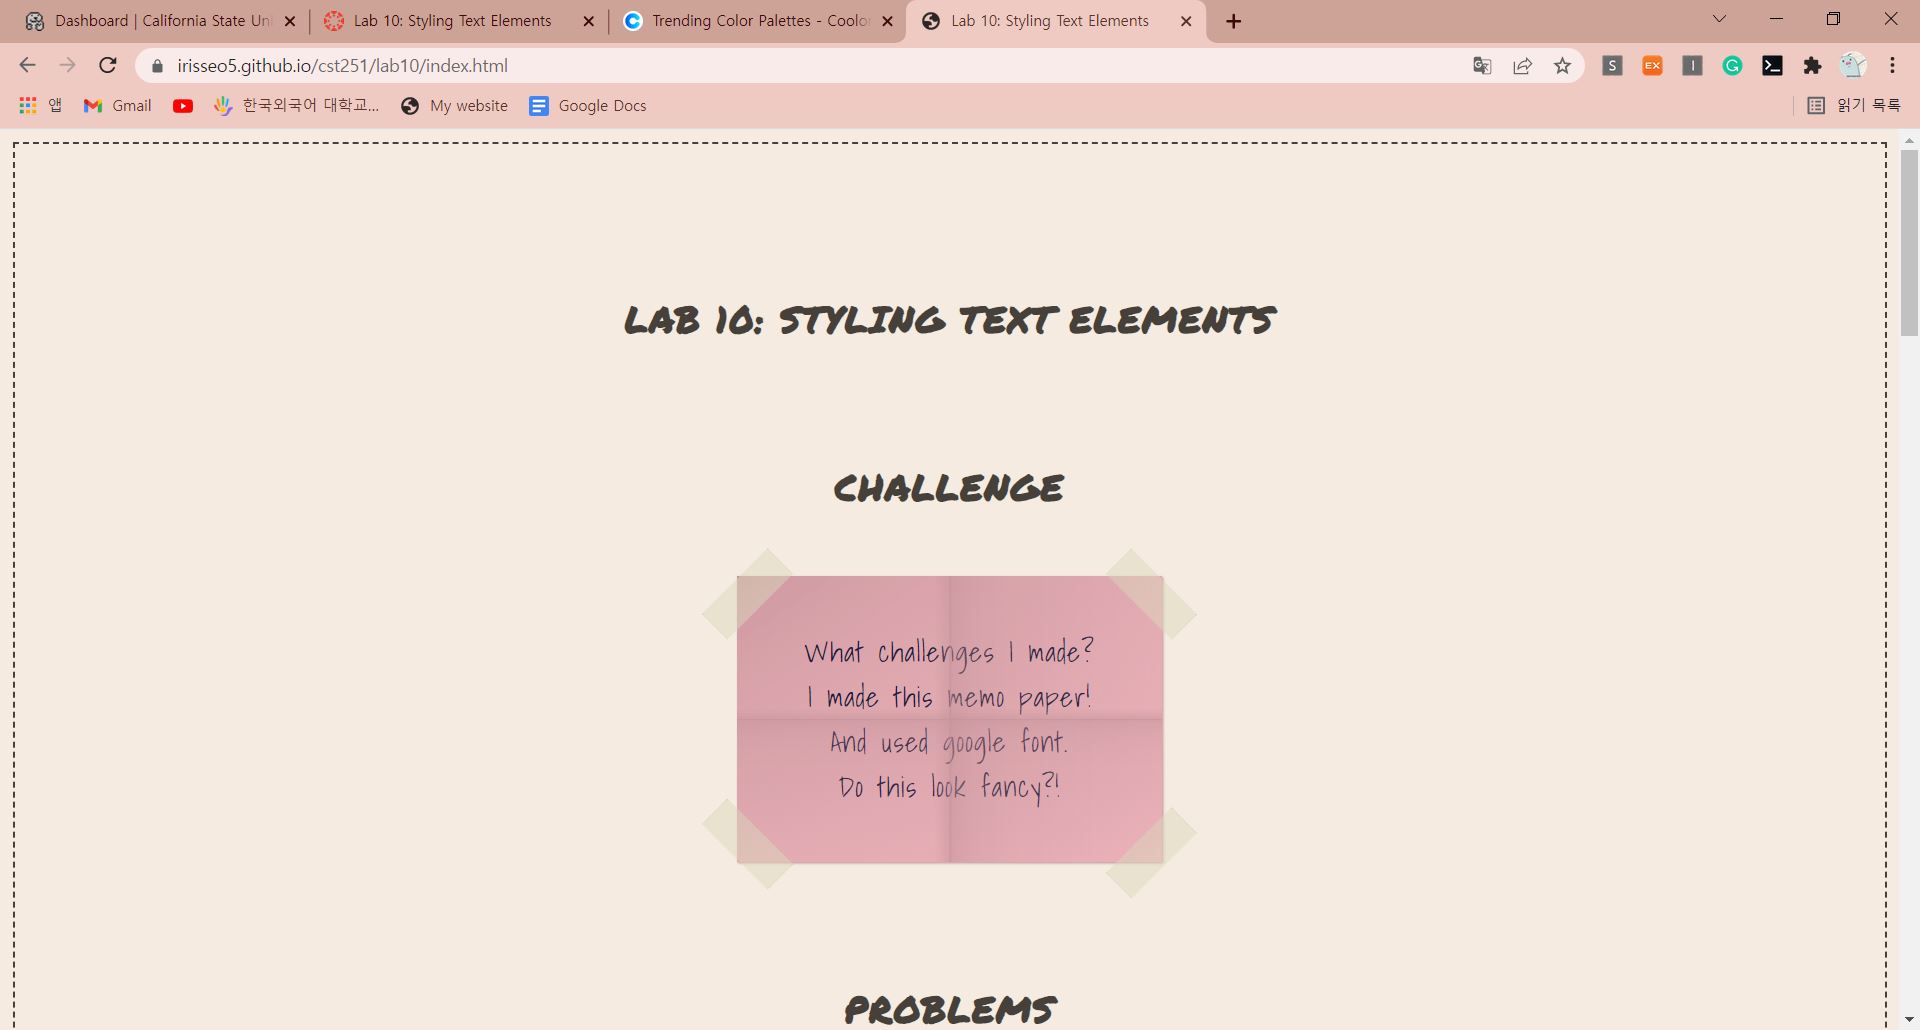 Dashboard | California State Uni
Lab 10: Styling Text Elements
Trending Color Palettes - Coolor
Lab 10: Styling Text Elements
irisseo5.github.io/cst251/lab10/index.html
S
EX
I
앱
Gmail
한국외국어 대학교...
My website
Google Docs
읽기 목록
LAB 10: STYLING TEXT ELEMENTS
CHALLENGE
What challenges I made?
I made this memo paper!
And used google font.
Do this look fancy?!
PROBLEMS